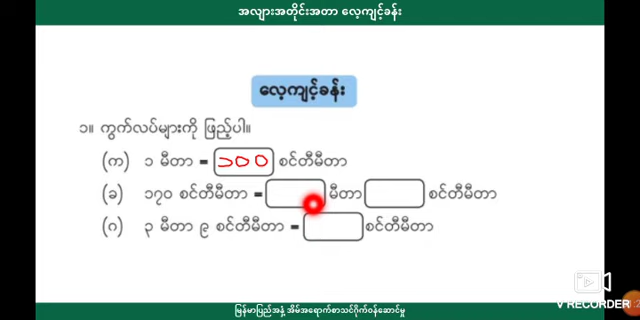 အလျားအတိုင်းအတာ လေ့ကျင့်ခန်း
လေ့ကျင့်ခန်း
၁။ ကွက်လပ်များကို ဖြည့်ပါ။
(က) ၁ မီတာ = ၁၀၀ စင်တီမီတာ
(ခ) ၁၇၀ စင်တီမီတာ = မီတာ စင်တီမီတာ
(ဂ) ၃ မီတာ ၉ စင်တီမီတာ = စင်တီမီတာ
V RECORDER
မြန်မာပြည်အနှံ့ အိမ်အရောက်စာသင်ဝိုက်ဝန်ဆောင်မှု